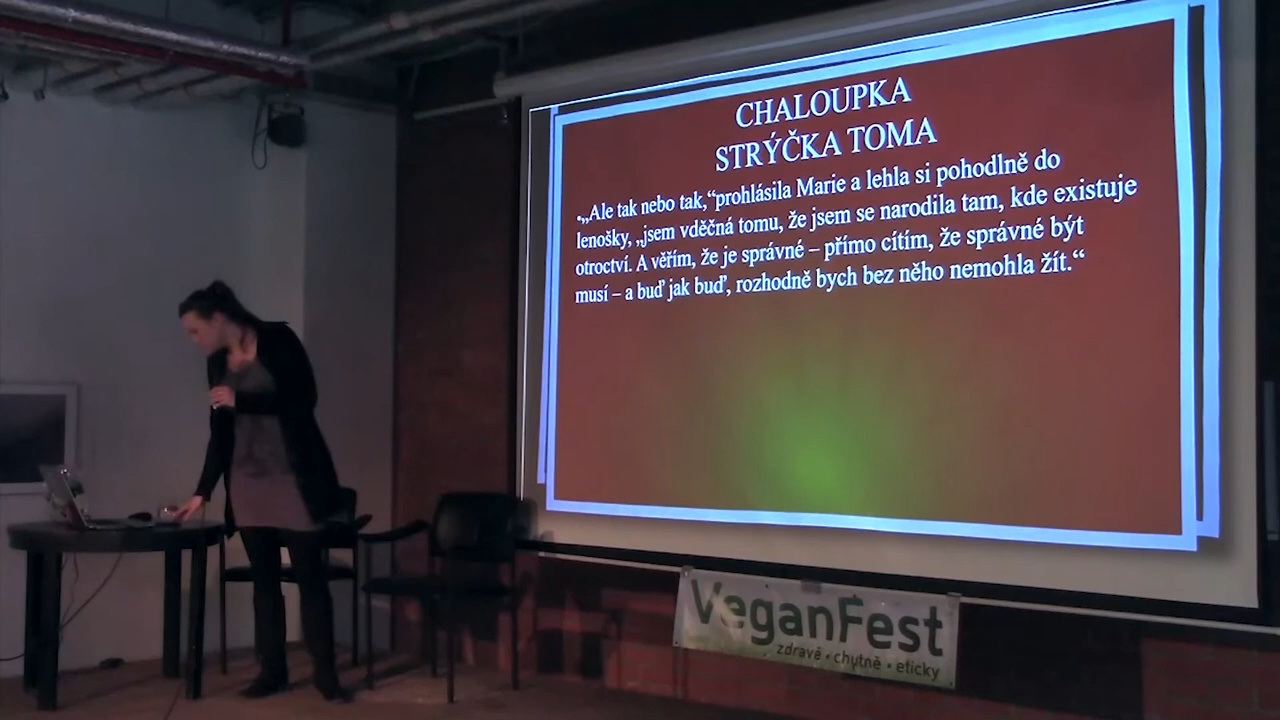 CHALOUPKA
STRÝČKA TOMA
•„Ale tak nebo tak,“prohlásila Marie a lehla si pohodlně do
lenošky, „jsem vděčná tomu, že jsem se narodila tam, kde existuje
otroctví. A věřím, že je správné – přímo cítím, že správné být
musí – a buď jak buď, rozhodně bych bez něho nemohla žít.“
VeganFest
zdravě • chutně • eticky